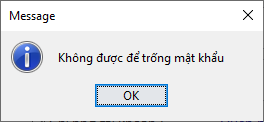 Message
Không được để trống mật khẩu
OK